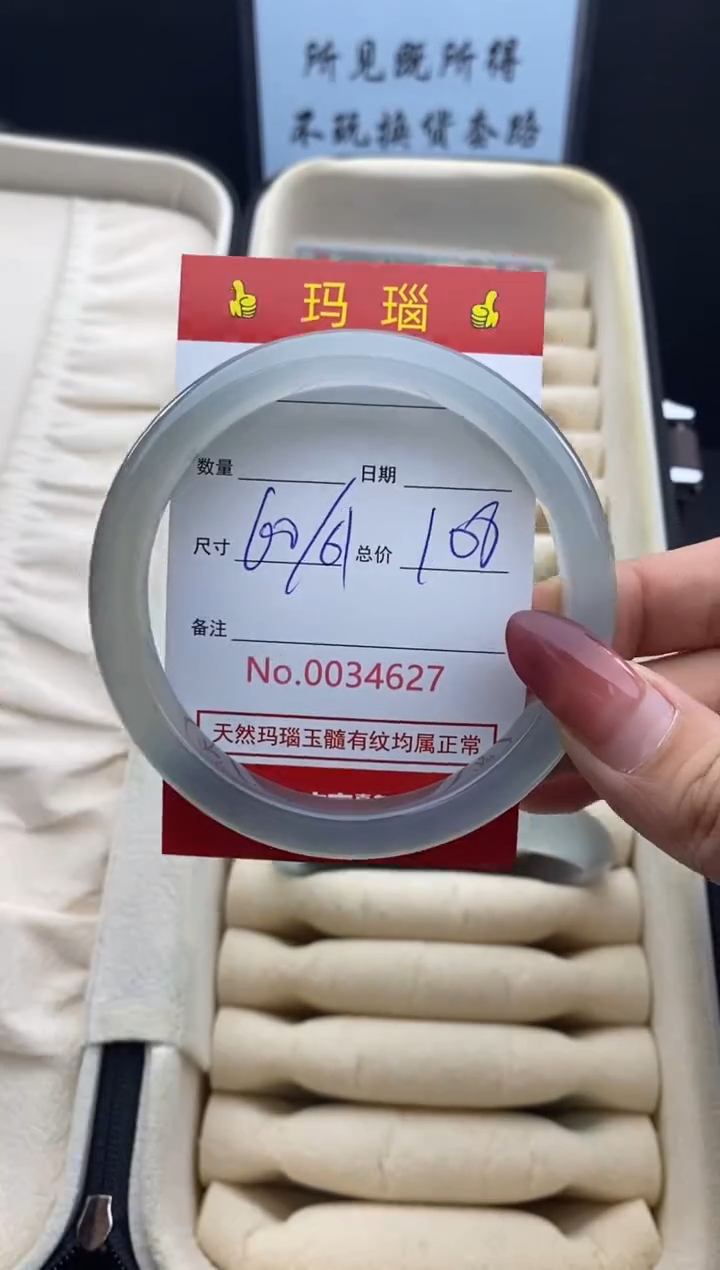 所见既所得
不玩换货套路
玛瑙
数量 日期
尺寸 60/61 总价 168
备注
No.0034627
天然玛瑙玉髓有纹均属正常